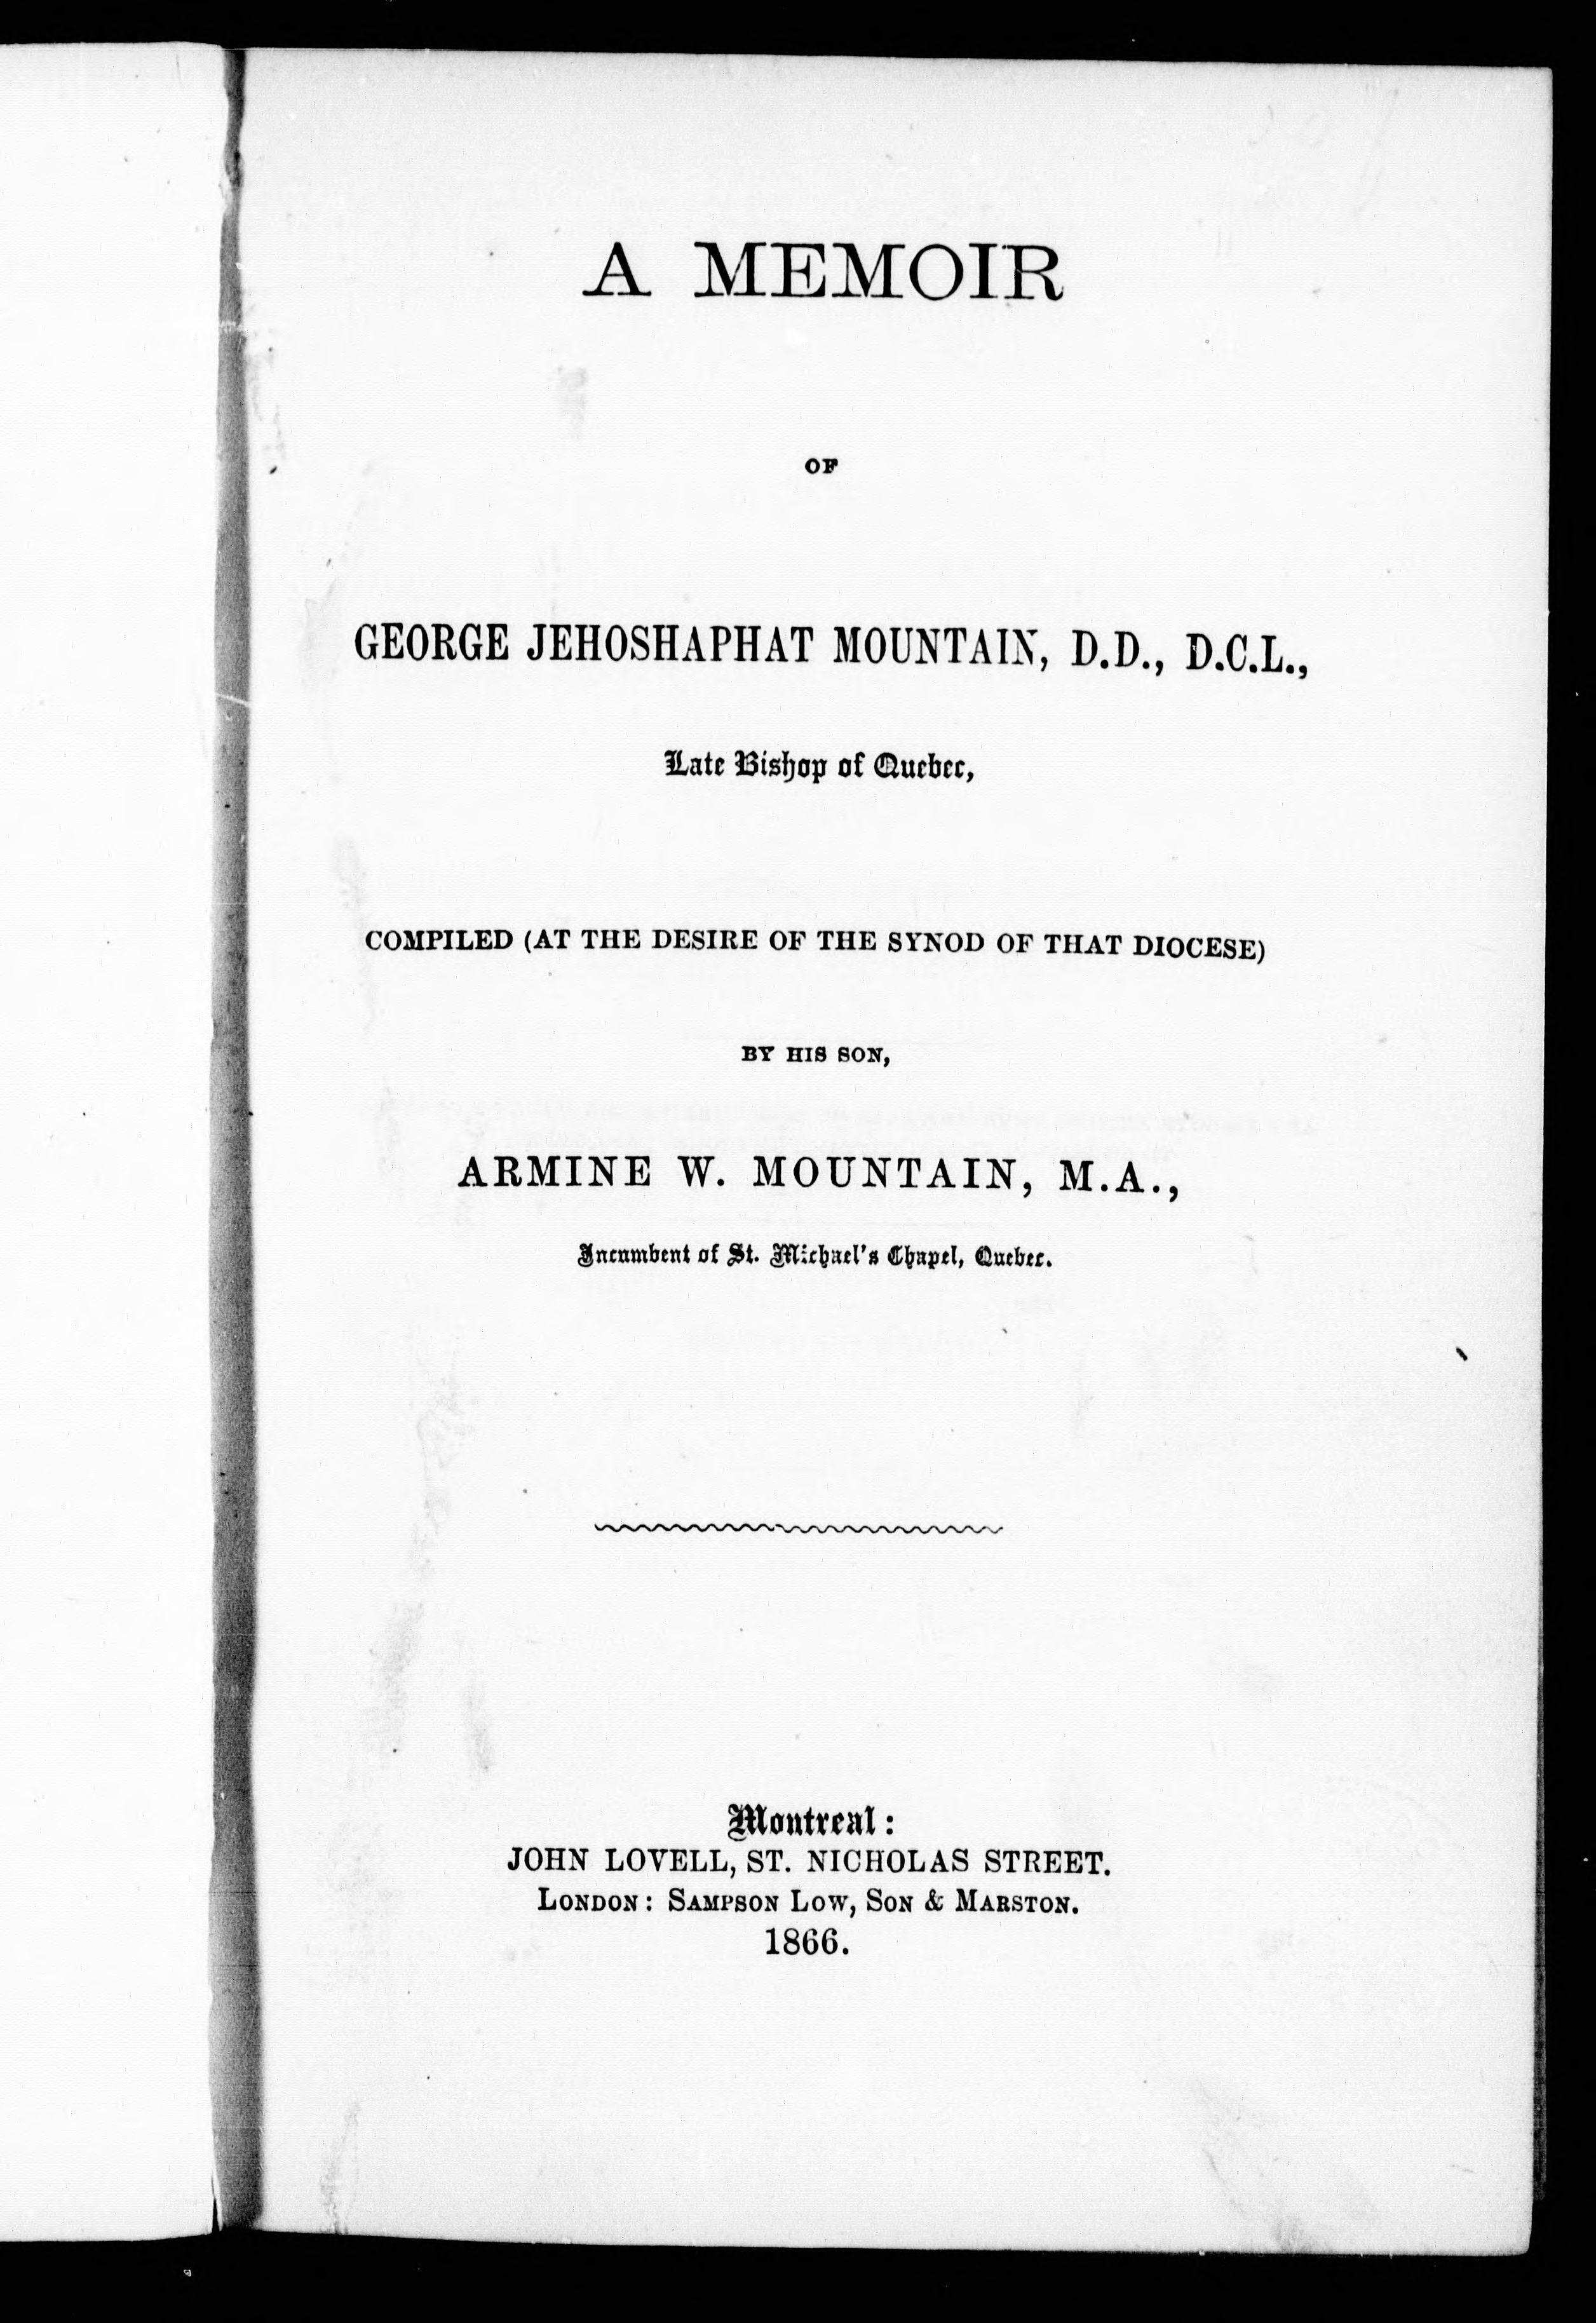 A MEMOIR
OF
GEORGE JEHOSHAPHAT MOUNTAIN, D.D., D.C.L.,
Late Bishop of Quebec,
COMPILED (AT THE DESIRE OF THE SYNOD OF THAT DIOCESE)
BY HIS SON,
ARMINE W. MOUNTAIN, M.A.,
Incumbent of St. Michael's Chapel, Quebec.
Montreal:
JOHN LOVELL, ST. NICHOLAS STREET.
LONDON: SAMPSON LOW, SON & MARSTON.
1866.